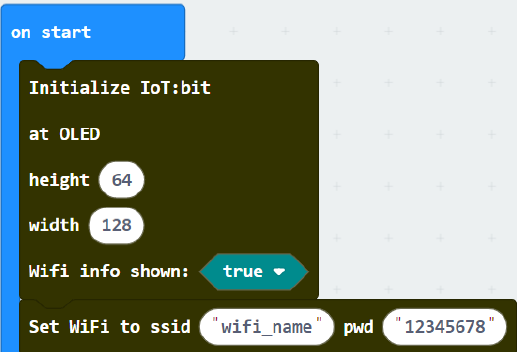 on start
Initialize IoT:bit
at OLED
height 64
width 128
Wifi info shown: true
Set WiFi to ssid "wifi_name" pwd "12345678"